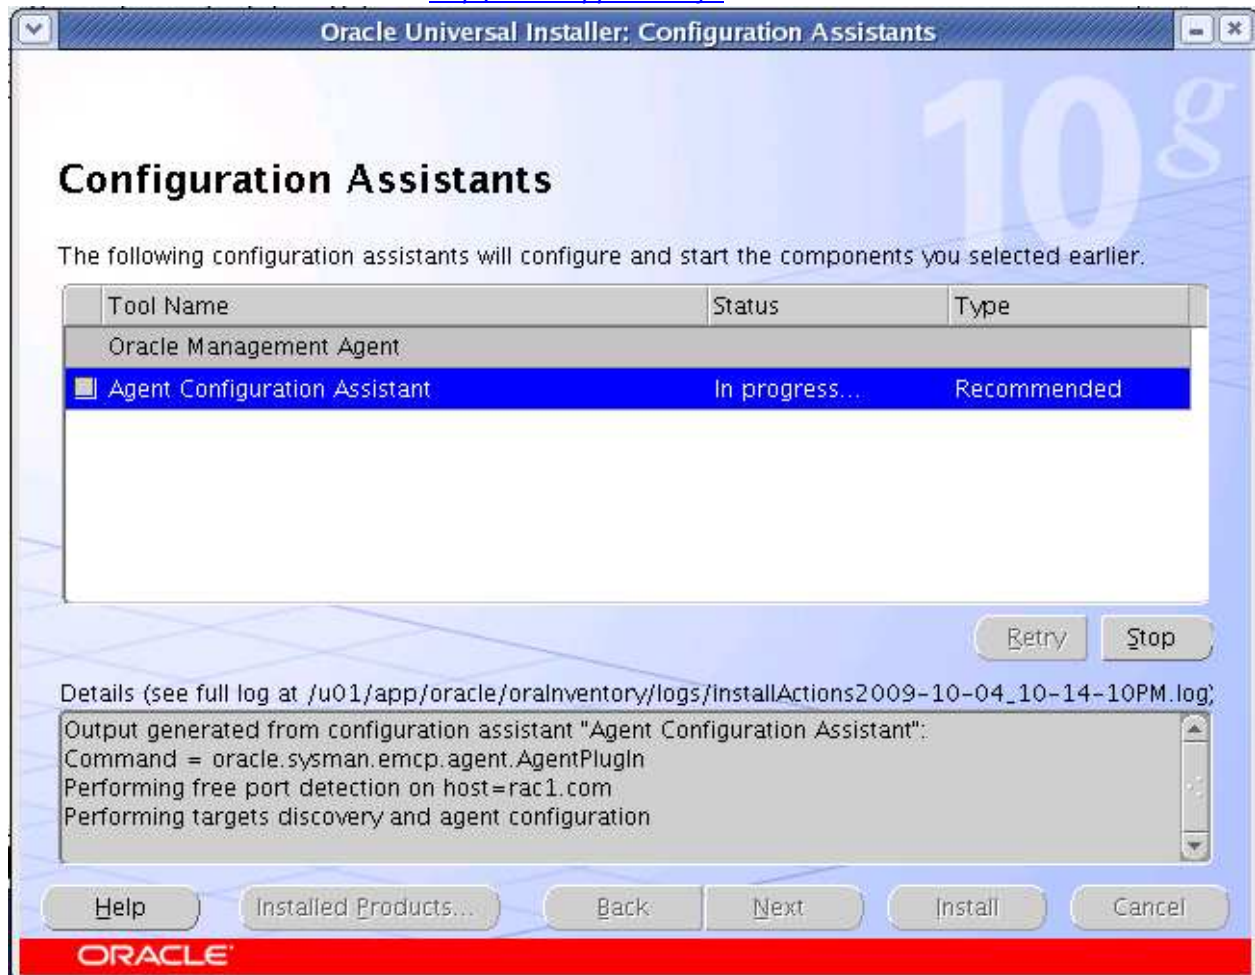 Oracle Universal Installer: Configuration Assistants
10g
Configuration Assistants
The following configuration assistants will configure and start the components you selected earlier.
Tool Name Status Type
Oracle Management Agent
Agent Configuration Assistant In progress... Recommended
Retry Stop
Details (see full log at /u01/app/oracle/oraInventory/logs/installActions2009-10-04_10-14-10PM.log)
Output generated from configuration assistant "Agent Configuration Assistant":
Command = oracle.sysman.emcp.agent.AgentPlugIn
Performing free port detection on host=rac1.com
Performing targets discovery and agent configuration
Help Installed Products... Back Next Install Cancel
ORACLE